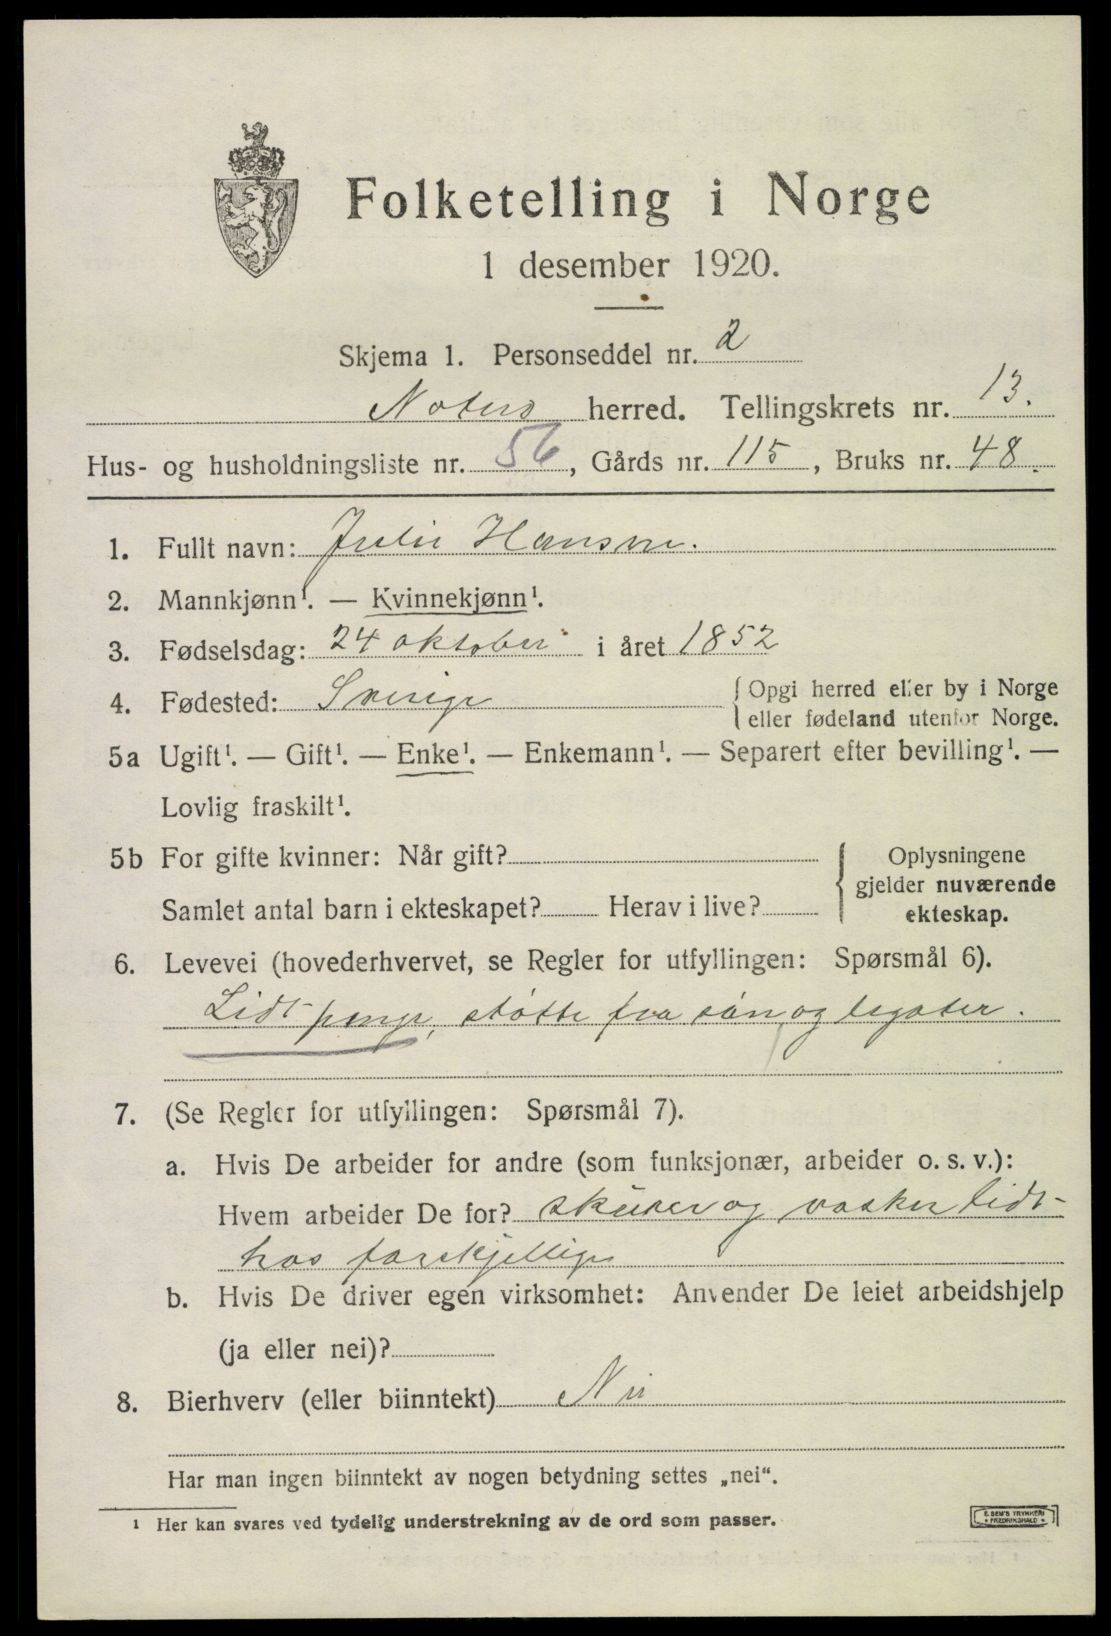 Folketelling i Norge
1 desember 1920.
Skjema 1. Personseddel nr. 2
Nøterø herred. Tellingskrets nr. 13.
Hus- og husholdningsliste nr. 56, Gårds nr. 115, Bruks nr. 48.
1. Fullt navn: Julie Hansen.
2. Mannkjønn¹. — Kvinnekjønn¹.
3. Fødselsdag: 24 oktober i året 1852
4. Fødested: Sverige
{ Opgi herred eller by i Norge
eller fødeland utenfor Norge.
5a Ugift¹. — Gift¹. — Enke¹. — Enkemann¹. — Separert efter bevilling¹. —
Lovlig fraskilt¹.
5b For gifte kvinner: Når gift?
Samlet antal barn i ekteskapet? Herav i live?
{ Oplysningene
gjelder nuværende
ekteskap.
6. Levevei (hovederhvervet, se Regler for utfyllingen: Spørsmål 6).
Lidt penge, støtte fra søn, og legater.
7. (Se Regler for utfyllingen: Spørsmål 7).
a. Hvis De arbeider for andre (som funksjonær, arbeider o. s. v.):
Hvem arbeider De for? skurer og vasker lidt
hos forskjellige
b. Hvis De driver egen virksomhet: Anvender De leiet arbeidshjelp
(ja eller nei)?
8. Bierhverv (eller biinntekt) Nei
Har man ingen biinntekt av nogen betydning settes „nei“.
¹ Her kan svares ved tydelig understrekning av de ord som passer.
E. SEM'S TRYKKERI
FREDRIKSHALD